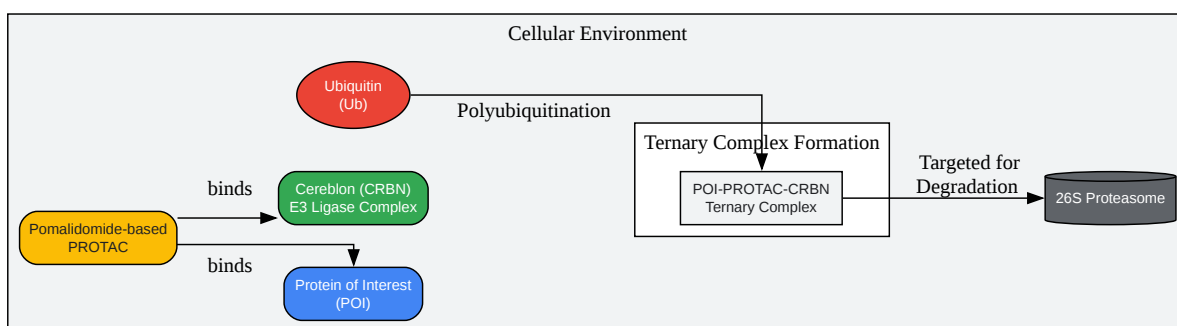 Cellular Environment
Ubiquitin
(Ub)
Polyubiquitination
Ternary Complex Formation
POI-PROTAC-CRBN
Ternary Complex
Targeted for
Degradation
26S Proteasome
binds
Cereblon (CRBN)
E3 Ligase Complex
Pomalidomide-based
PROTAC
binds
Protein of Interest
(POI)